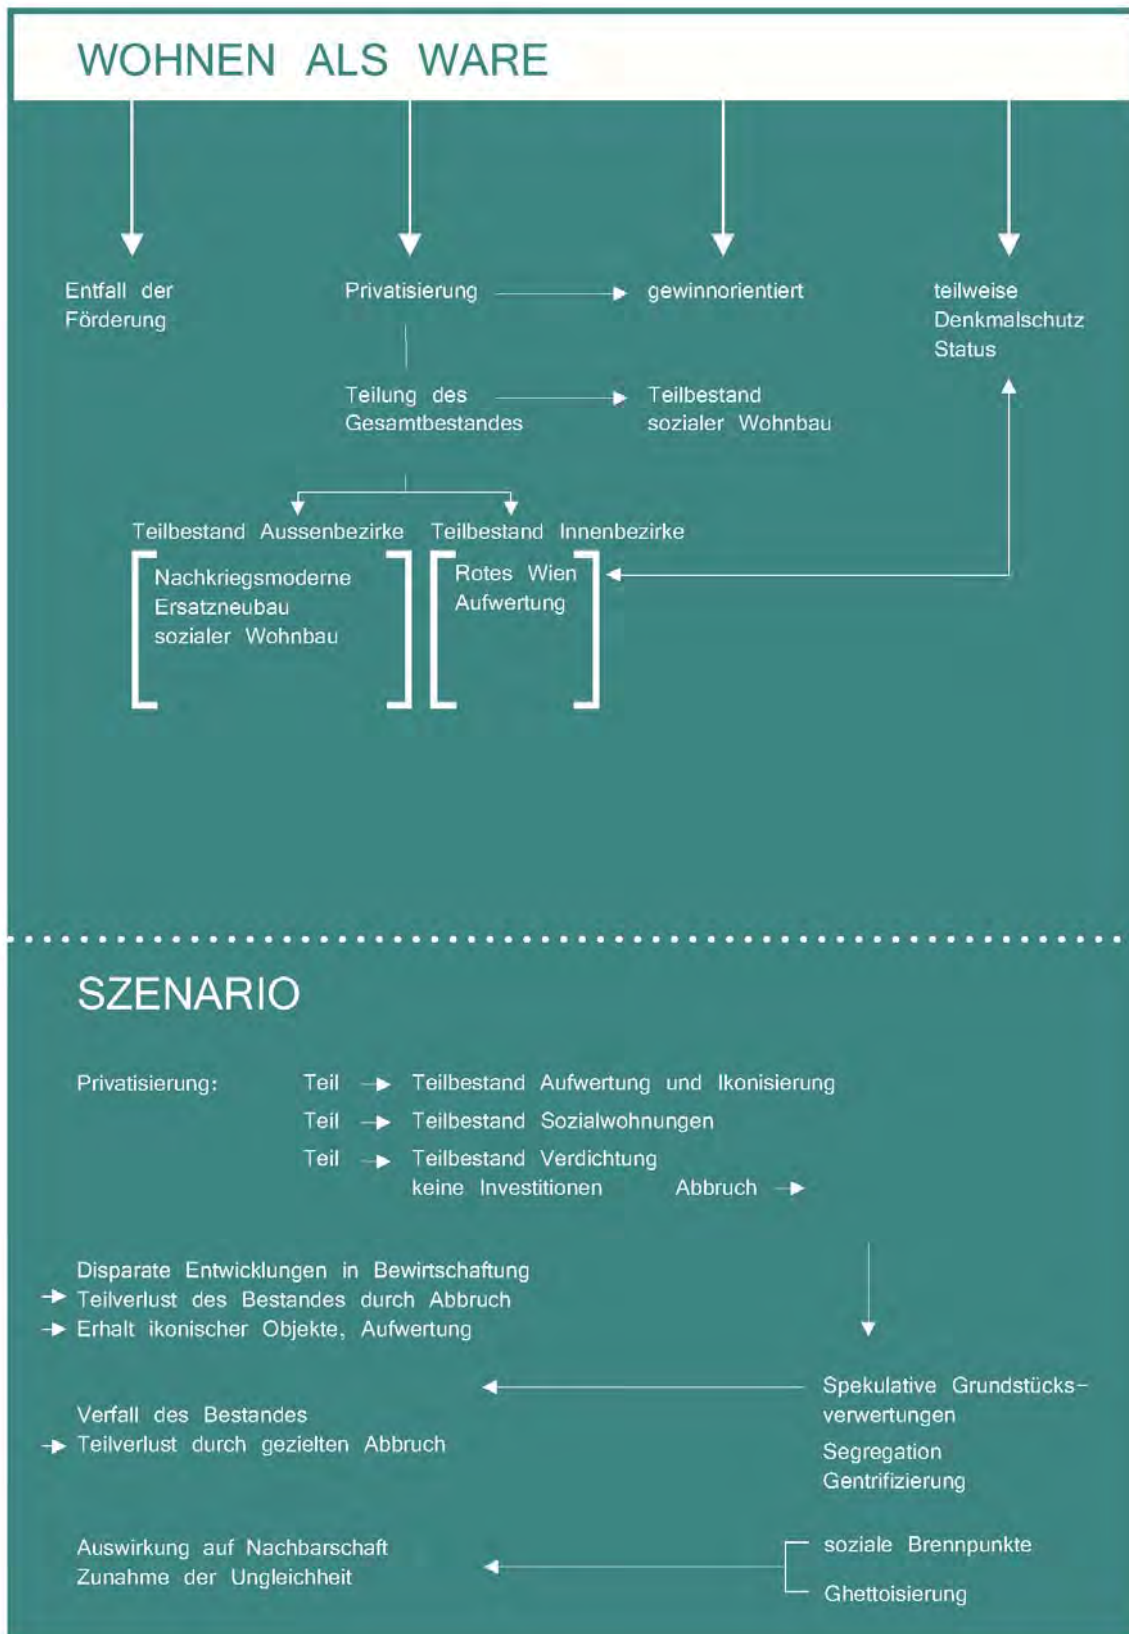 WOHNEN ALS WARE
Entfall der
Förderung
Privatisierung
gewinnorientiert
teilweise
Denkmalschutz
Status
Teilung des
Gesamtbestandes
Teilbestand
sozialer Wohnbau
Teilbestand Aussenbezirke
Nachkriegsmoderne
Ersatzneubau
sozialer Wohnbau
Teilbestand Innenbezirke
Rotes Wien
Aufwertung
SZENARIO
Privatisierung:
Teil
Teilbestand Aufwertung und Ikonisierung
Teil
Teilbestand Sozialwohnungen
Teil
Teilbestand Verdichtung
keine Investitionen
Abbruch
Disparate Entwicklungen in Bewirtschaftung
Teilverlust des Bestandes durch Abbruch
Erhalt ikonischer Objekte, Aufwertung
Spekulative Grundstücks-
verwertungen
Segregation
Gentrifizierung
Verfall des Bestandes
Teilverlust durch gezielten Abbruch
soziale Brennpunkte
Ghettoisierung
Auswirkung auf Nachbarschaft
Zunahme der Ungleichheit